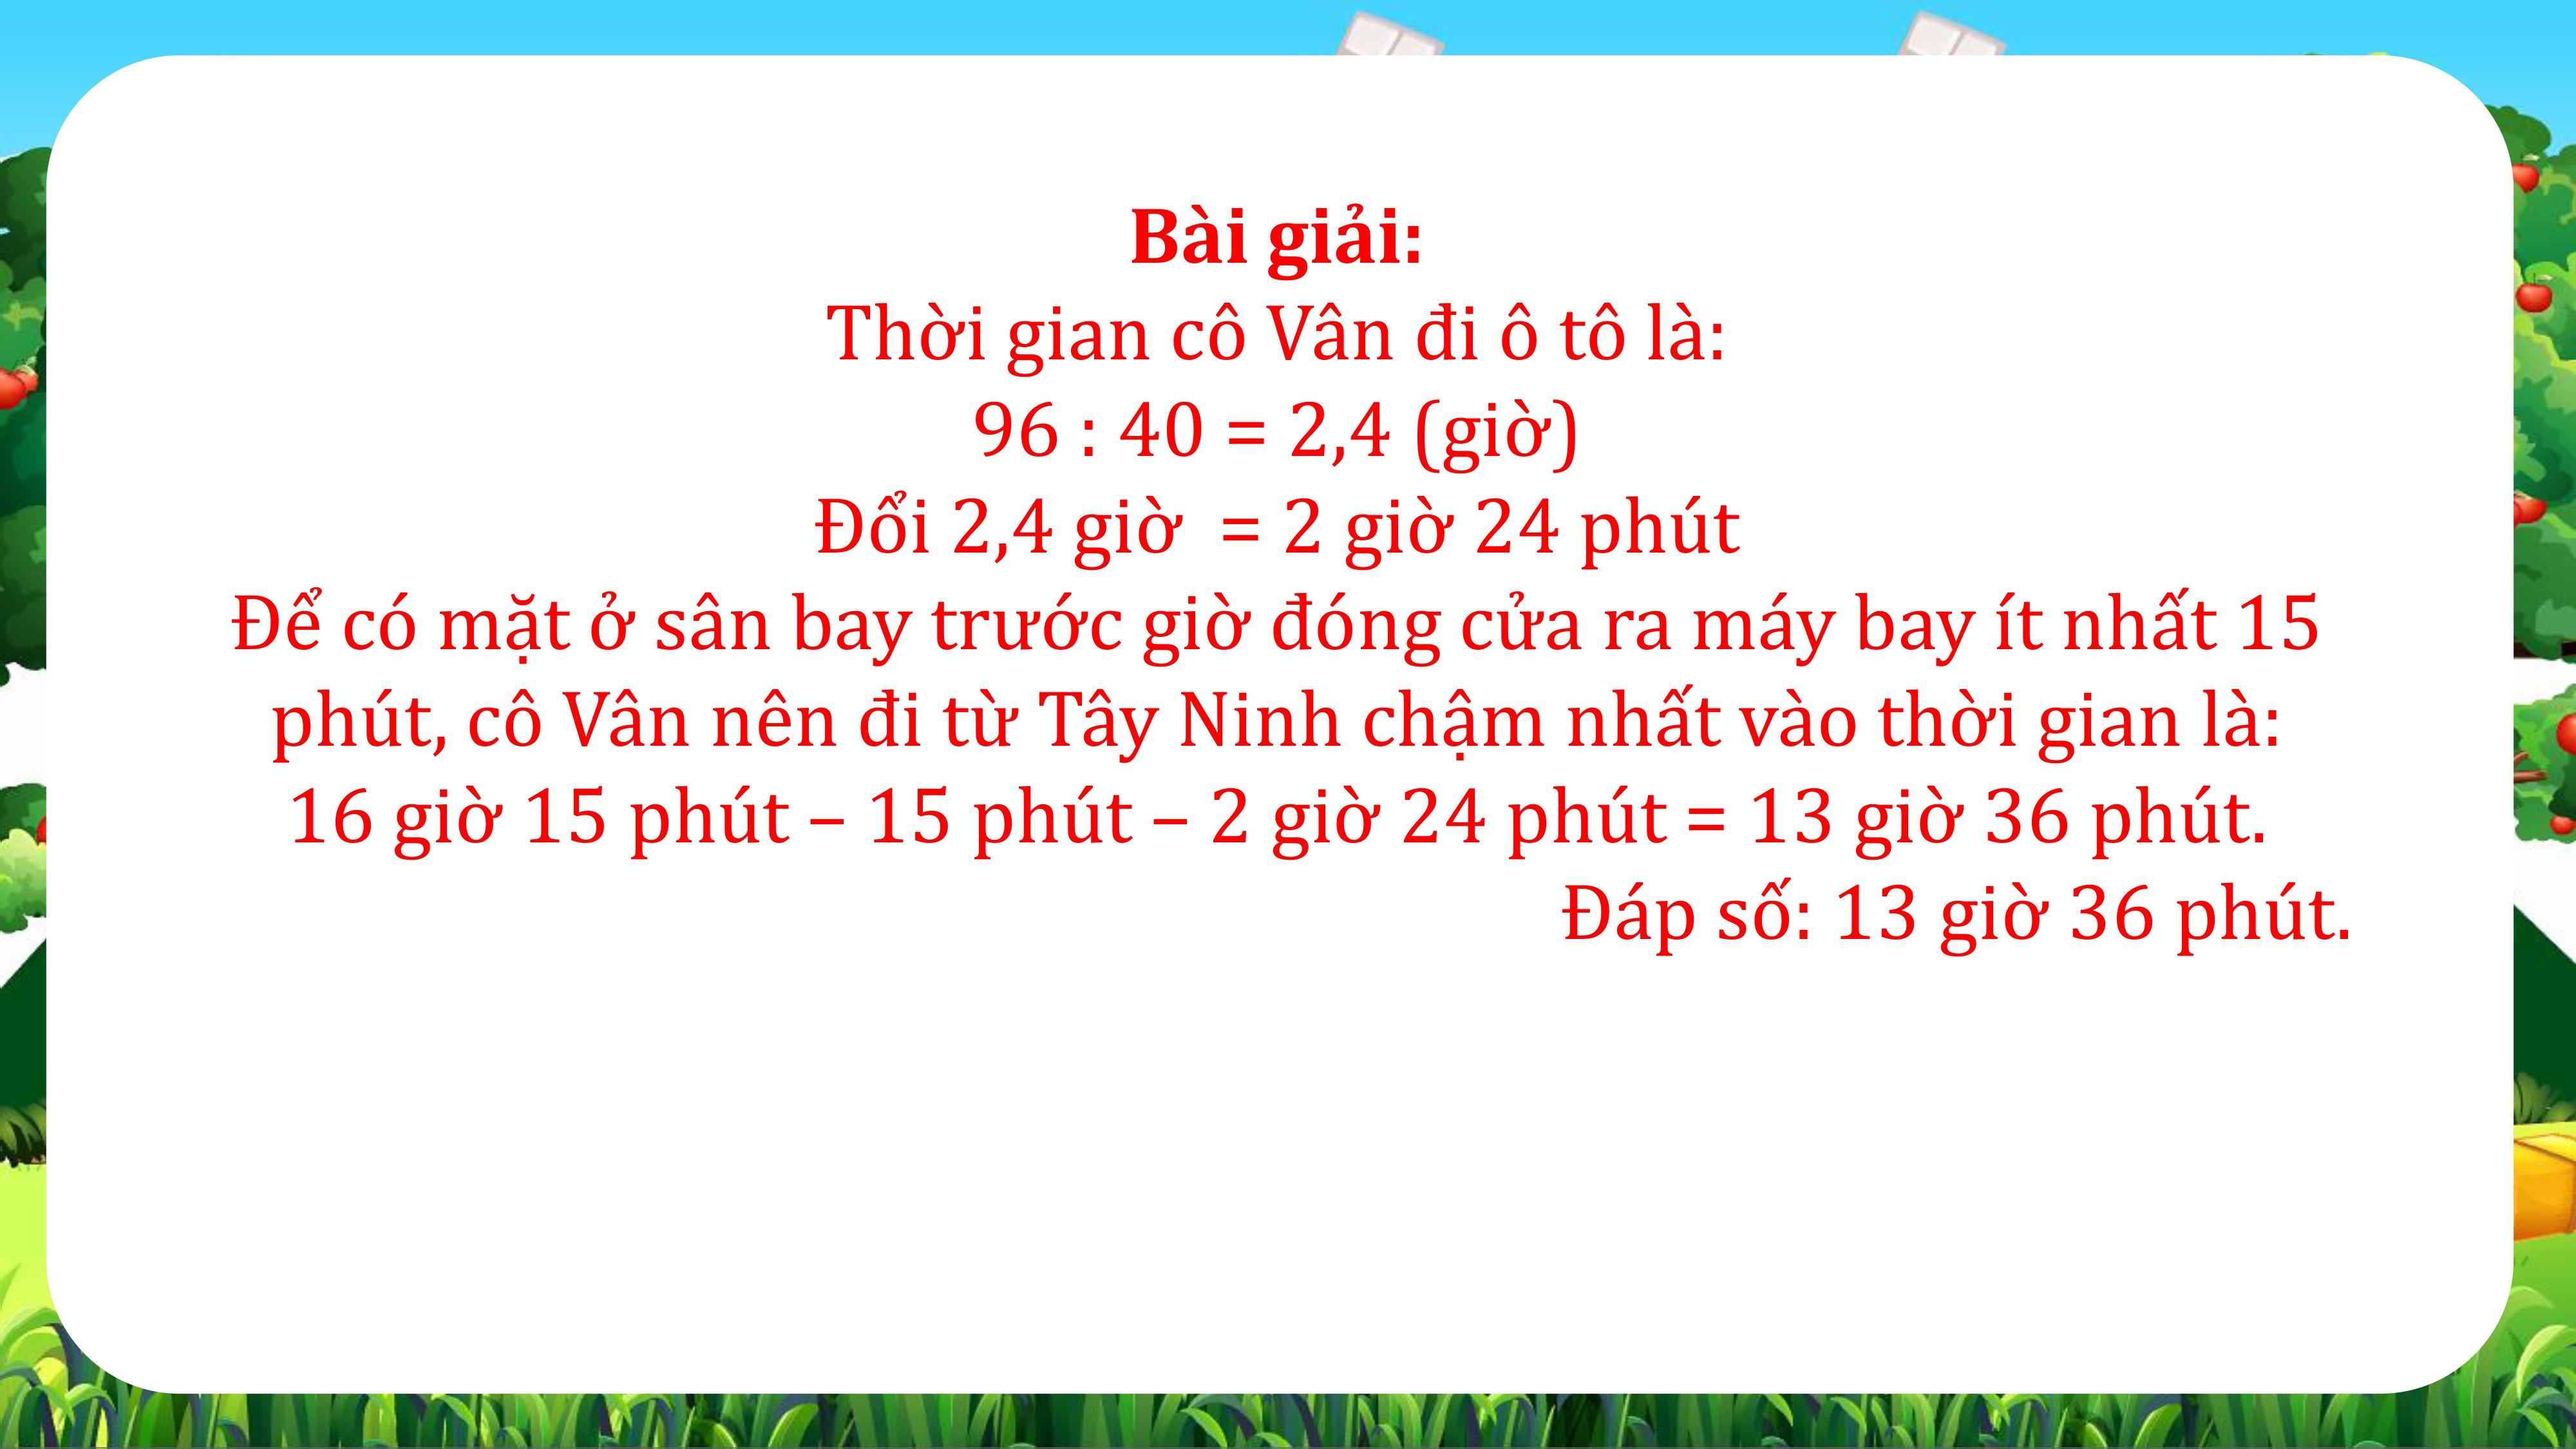 Bài giải:
Thời gian cô Vân đi ô tô là:
96 : 40 = 2,4 (giờ)
Đổi 2,4 giờ  = 2 giờ 24 phút
Để có mặt ở sân bay trước giờ đóng cửa ra máy bay ít nhất 15
phút, cô Vân nên đi từ Tây Ninh chậm nhất vào thời gian là:
16 giờ 15 phút – 15 phút – 2 giờ 24 phút = 13 giờ 36 phút.
Đáp số: 13 giờ 36 phút.